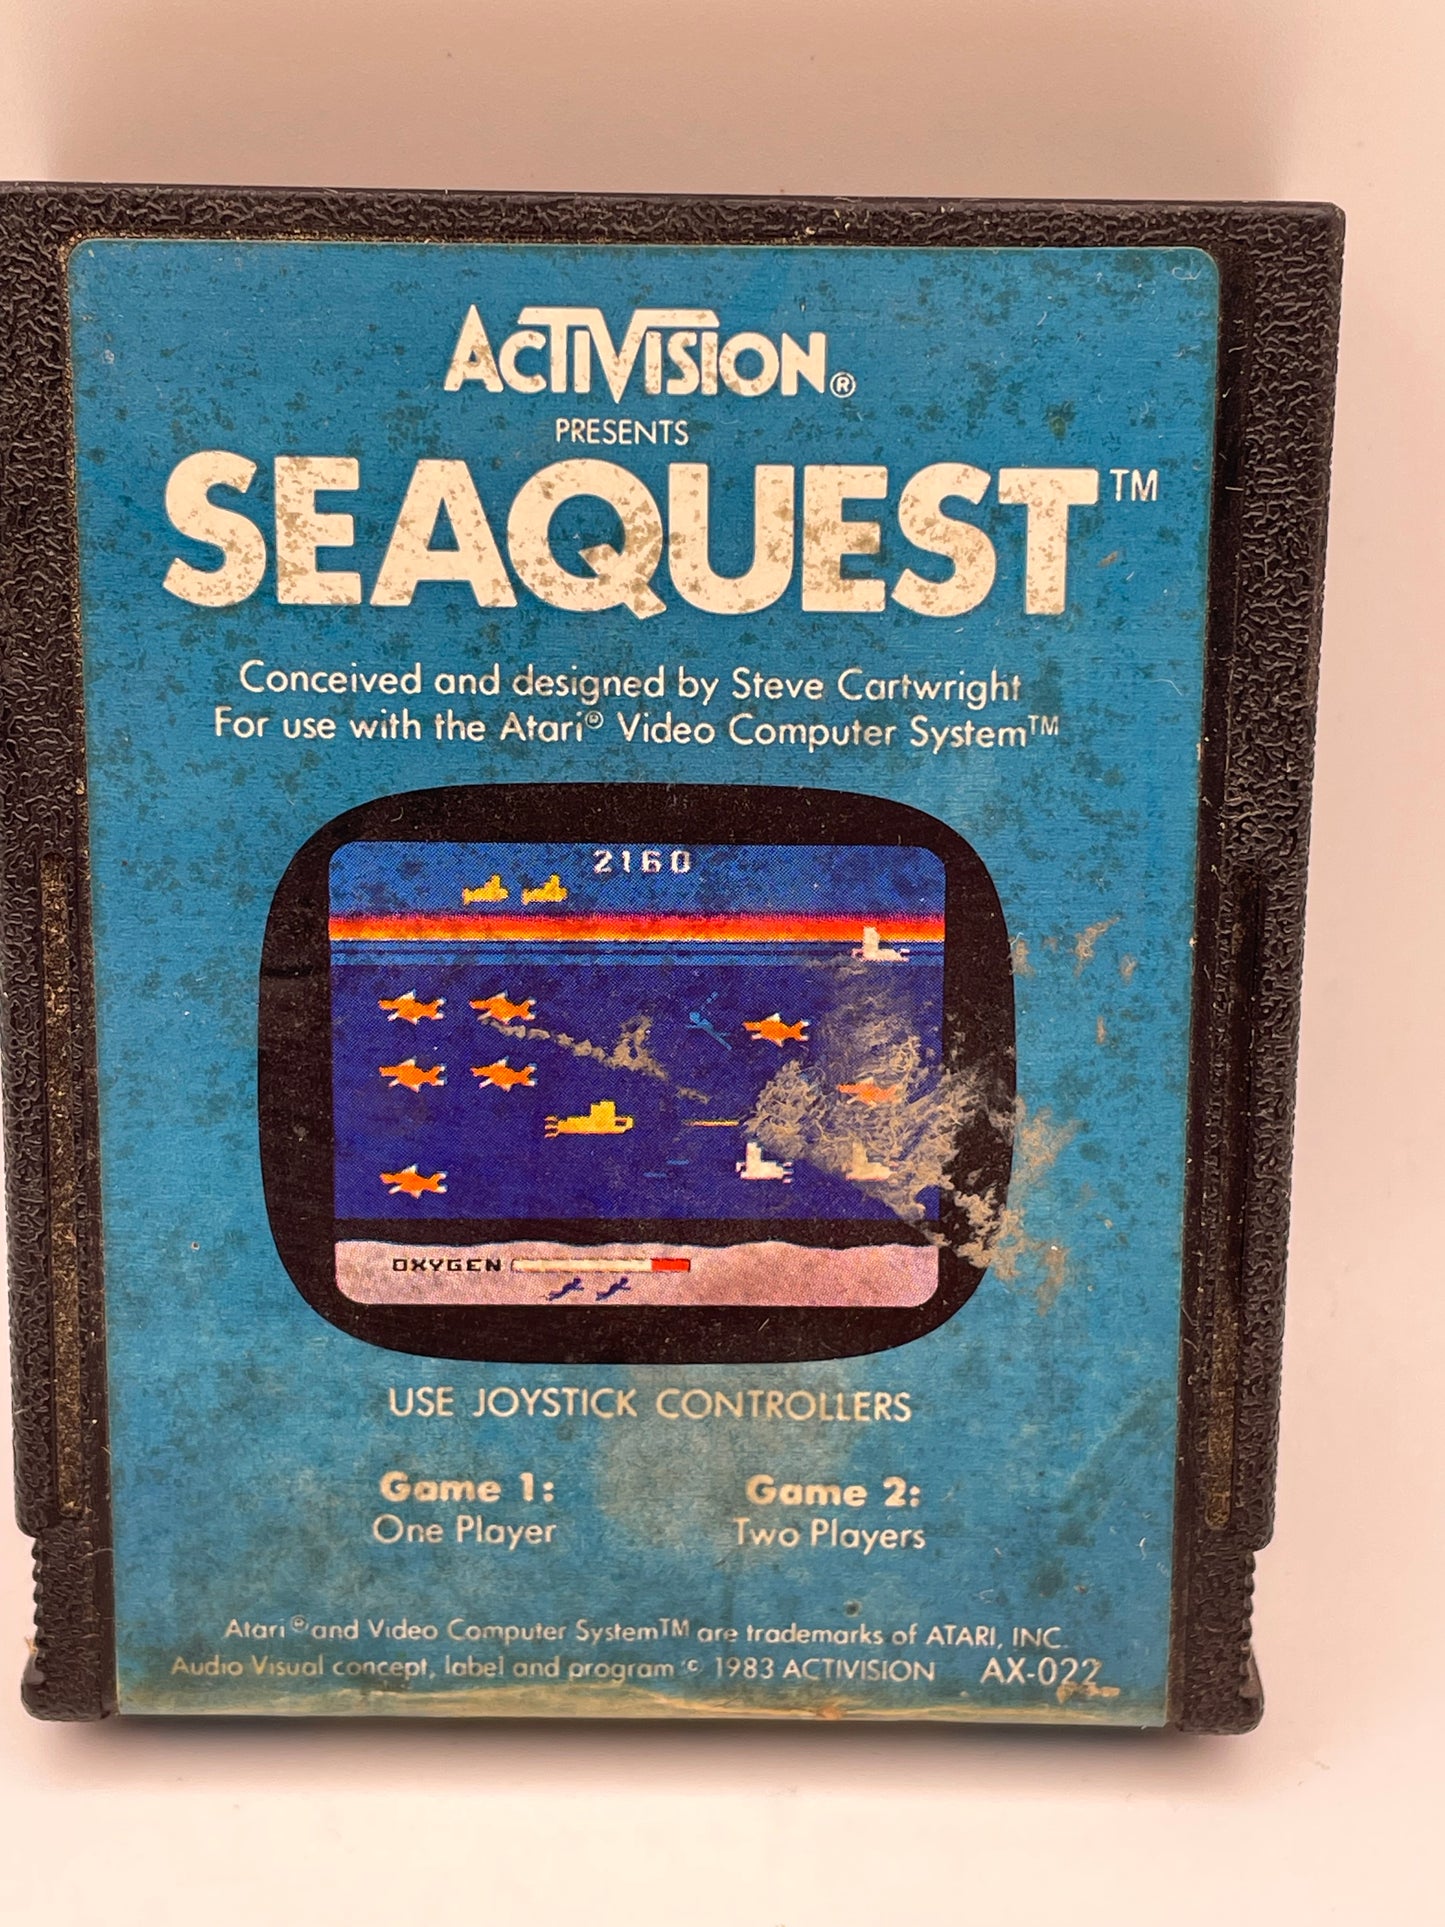 ACTIVISION®
PRESENTS
SEAQUEST™
Conceived and designed by Steve Cartwright
For use with the Atari® Video Computer System™
2160
OXYGEN
USE JOYSTICK CONTROLLERS
Game 1: Game 2:
One Player Two Players
Atari® and Video Computer System™ are trademarks of ATARI, INC.
Audio Visual concept, label and program © 1983 ACTIVISION AX-022